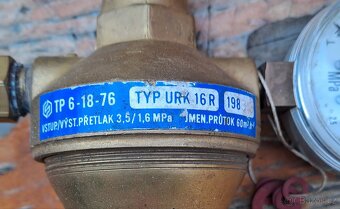 TP 6-18-76 TYP URK 16 R 198
VSTUP/VÝST.PŘETLAK 3,5/1,6 MPa JMEN.PRŮTOK 60m³
MPa